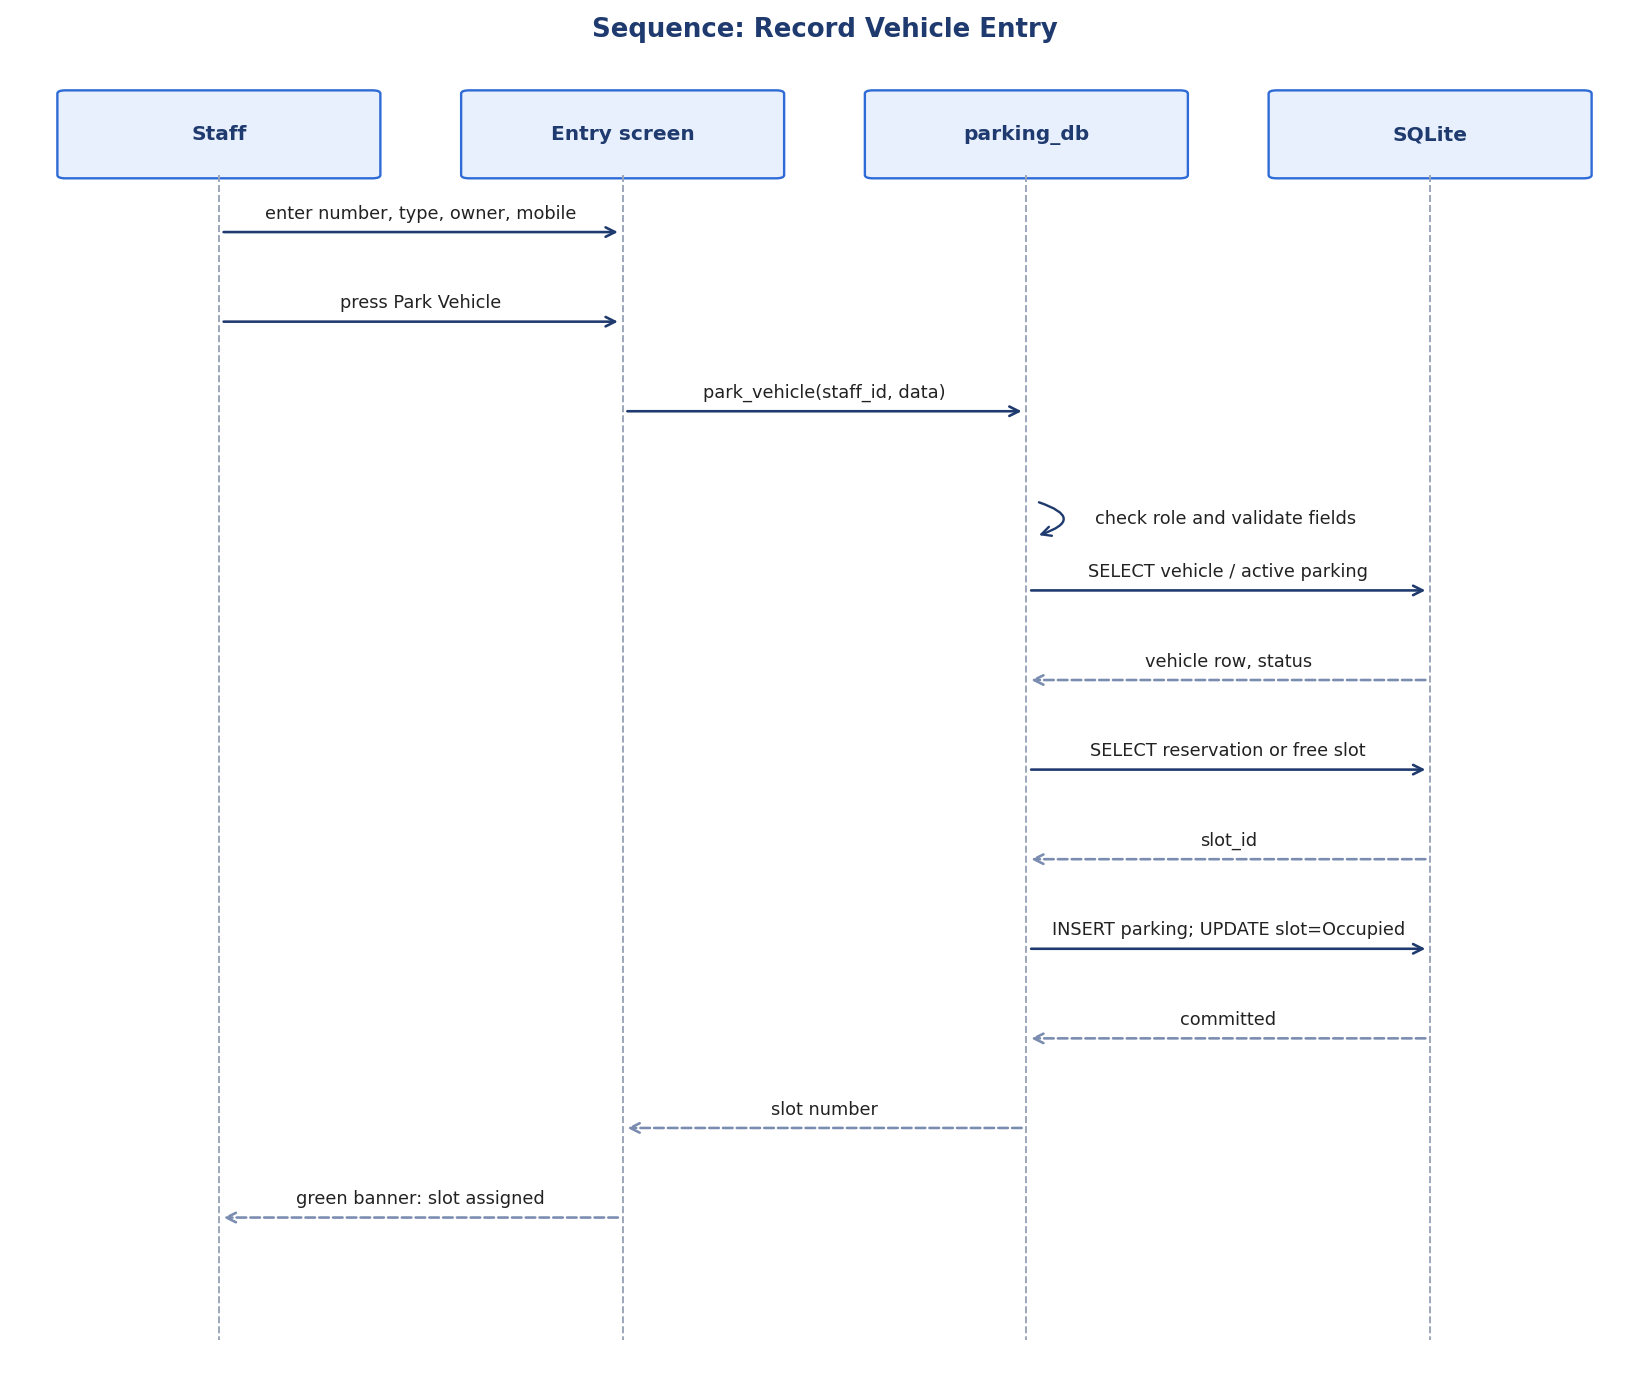 Sequence: Record Vehicle Entry
Staff
Entry screen
parking_db
SQLite
enter number, type, owner, mobile
press Park Vehicle
park_vehicle(staff_id, data)
check role and validate fields
SELECT vehicle / active parking
vehicle row, status
SELECT reservation or free slot
slot_id
INSERT parking; UPDATE slot=Occupied
committed
slot number
green banner: slot assigned